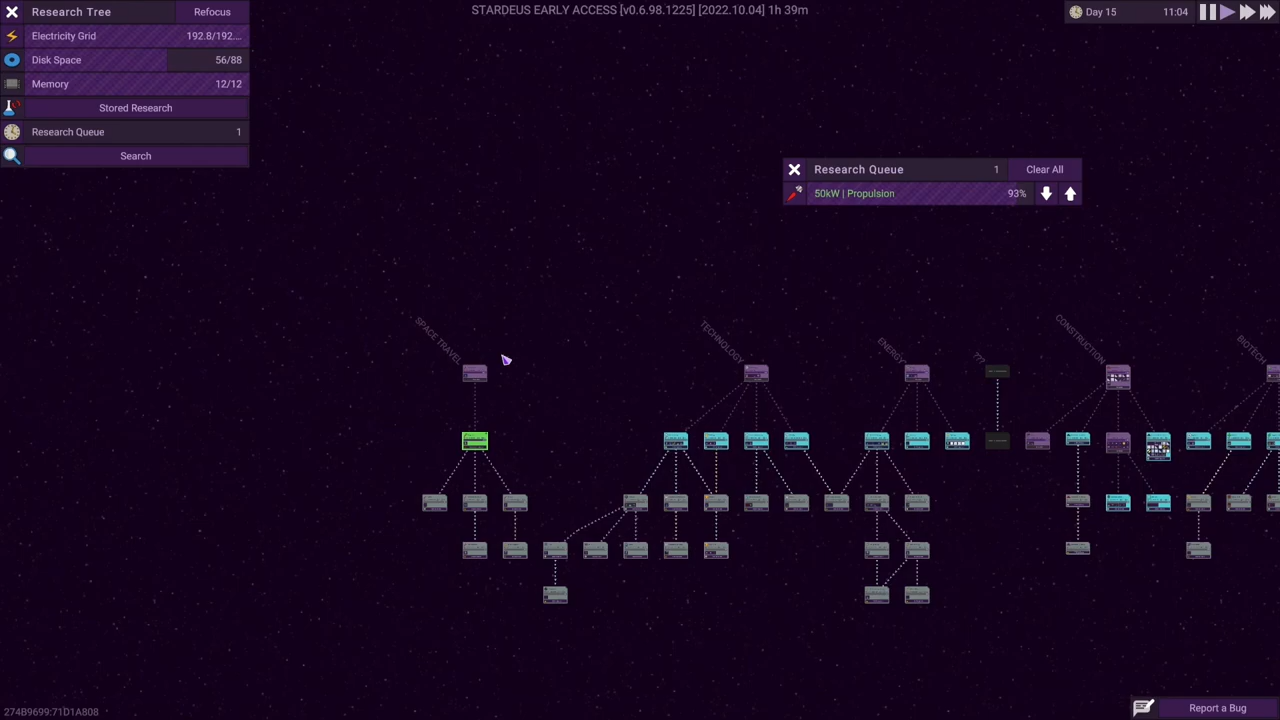 STARDEUS EARLY ACCESS [v0.6.98.1225] [2022.10.04] 1h 39m
Research Tree
Refocus
Electricity Grid 192.8/192...
Disk Space 56/88
Memory 12/12
Stored Research
Research Queue 1
Search
Day 15 11:04
Research Queue 1 Clear All
50kW | Propulsion 93%
SPACE TRAVEL
TECHNOLOGY
ENERGY
???
CONSTRUCTION
BIOTECH
274B9699:71D1A808
Report a Bug